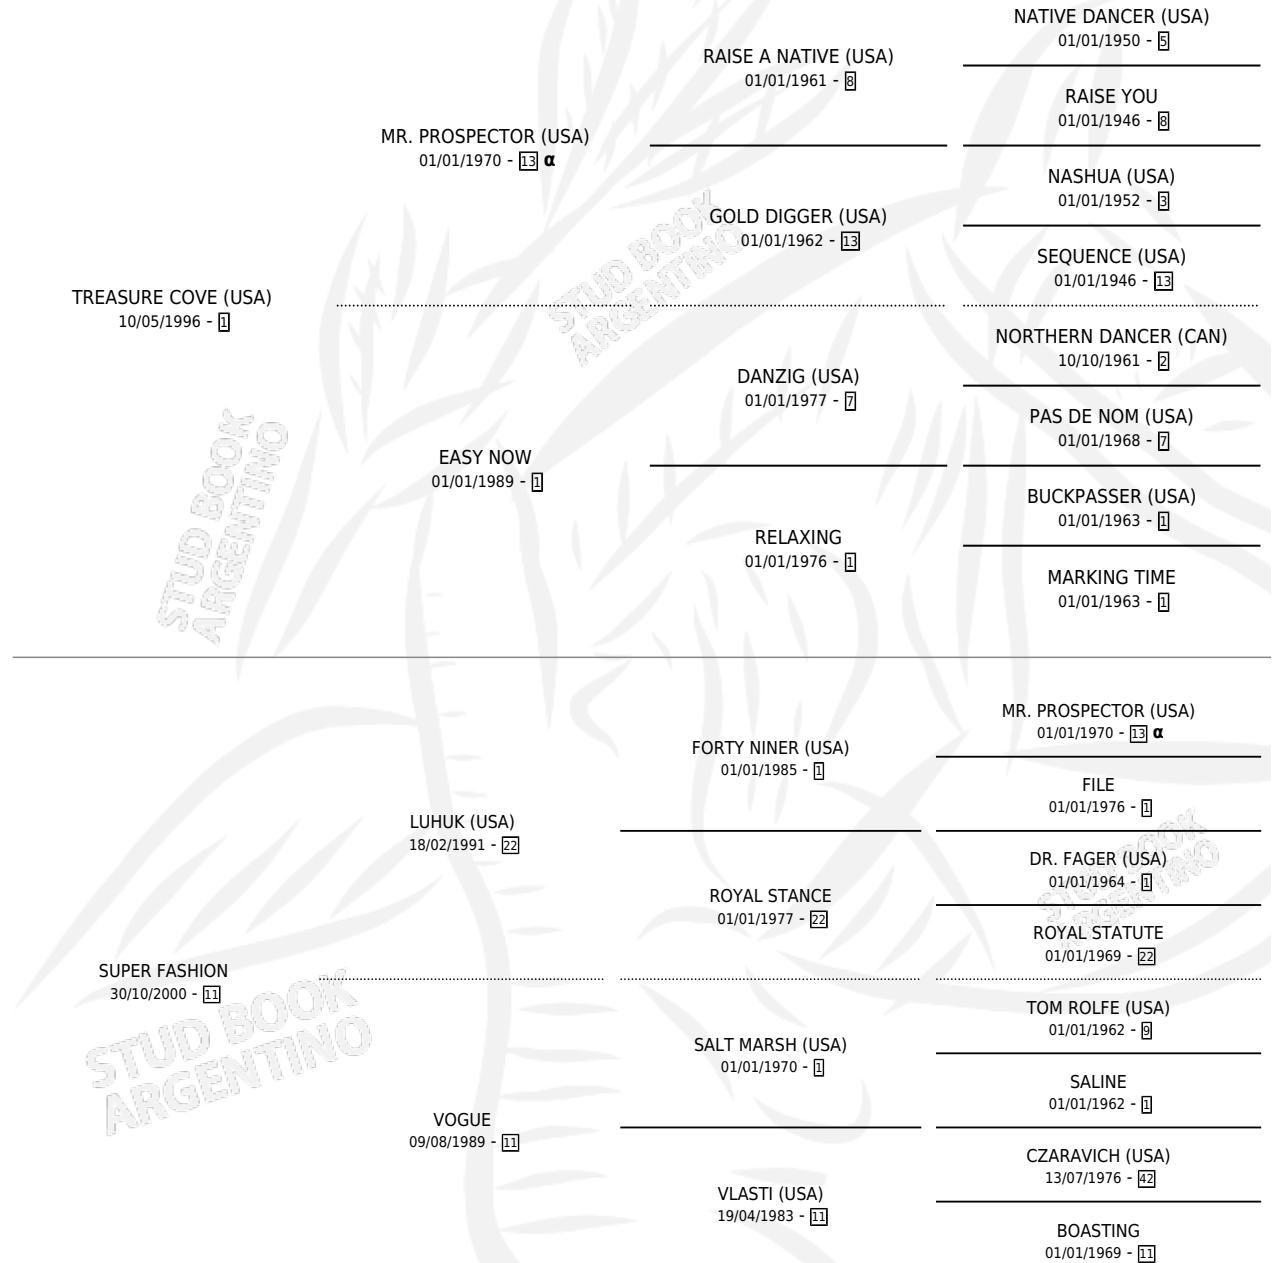 NATIVE DANCER (USA)
01/01/1950 - 5
RAISE A NATIVE (USA)
01/01/1961 - 8
RAISE YOU
01/01/1946 - 8
MR. PROSPECTOR (USA)
01/01/1970 - 13 α
NASHUA (USA)
01/01/1952 - 3
GOLD DIGGER (USA)
01/01/1962 - 13
SEQUENCE (USA)
01/01/1946 - 13
TREASURE COVE (USA)
10/05/1996 - 1
NORTHERN DANCER (CAN)
10/10/1961 - 2
DANZIG (USA)
01/01/1977 - 7
PAS DE NOM (USA)
01/01/1968 - 7
EASY NOW
01/01/1989 - 1
BUCKPASSER (USA)
01/01/1963 - 1
RELAXING
01/01/1976 - 1
MARKING TIME
01/01/1963 - 1
MR. PROSPECTOR (USA)
01/01/1970 - 13 α
FORTY NINER (USA)
01/01/1985 - 1
FILE
01/01/1976 - 1
LUHUK (USA)
18/02/1991 - 22
DR. FAGER (USA)
01/01/1964 - 1
ROYAL STANCE
01/01/1977 - 22
ROYAL STATUTE
01/01/1969 - 22
SUPER FASHION
30/10/2000 - 11
TOM ROLFE (USA)
01/01/1962 - 9
SALT MARSH (USA)
01/01/1970 - 1
SALINE
01/01/1962 - 1
VOGUE
09/08/1989 - 11
CZARAVICH (USA)
13/07/1976 - 42
VLASTI (USA)
19/04/1983 - 11
BOASTING
01/01/1969 - 11
STUD BOOK
ARGENTINO
STUD BOOK
ARGENTINO
STUD BOOK
ARGENTINO
STUD BOOK
ARGENTINO